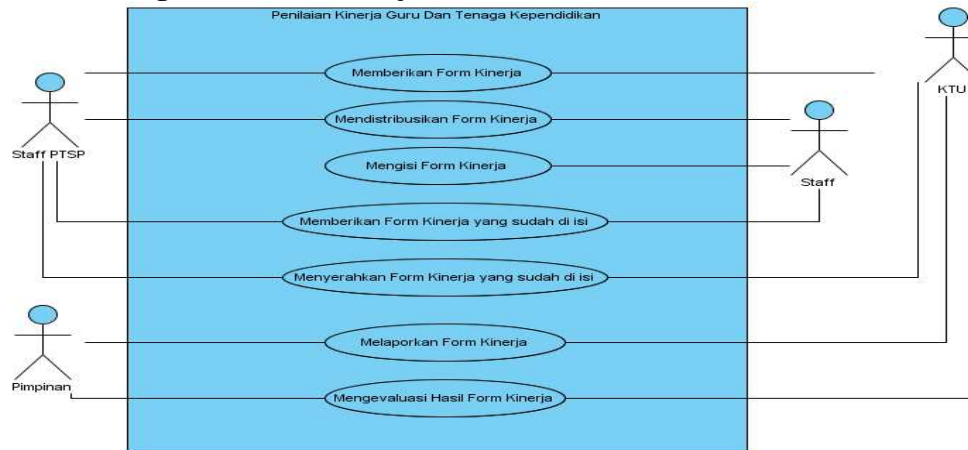 Penilaian Kinerja Guru Dan Tenaga Kependidikan
Memberikan Form Kinerja
KTU
Mendistribusikan Form Kinerja
Staff PTSP
Mengisi Form Kinerja
Staff
Memberikan Form Kinerja yang sudah di isi
Menyerahkan Form Kinerja yang sudah di isi
Melaporkan Form Kinerja
Pimpinan
Mengevaluasi Hasil Form Kinerja